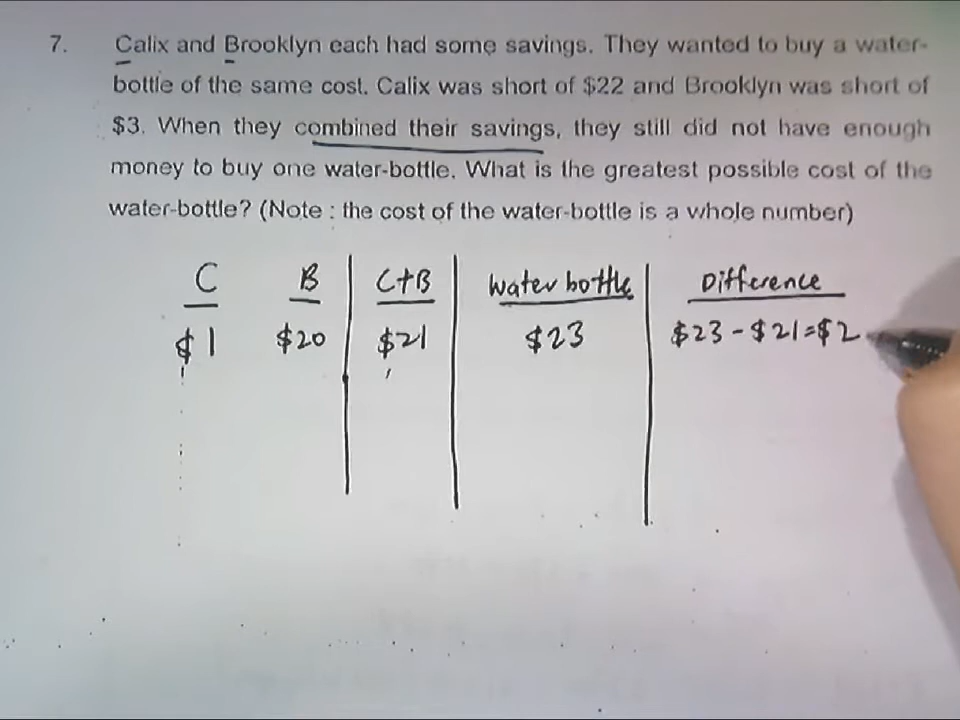 7. Calix and Brooklyn each had some savings. They wanted to buy a water-
bottle of the same cost. Calix was short of $22 and Brooklyn was short of
$3. When they combined their savings, they still did not have enough
money to buy one water-bottle. What is the greatest possible cost of the
water-bottle? (Note : the cost of the water-bottle is a whole number)
C B C+B Water bottle Difference
$1 $20 $21 $23 $23 - $21 = $2